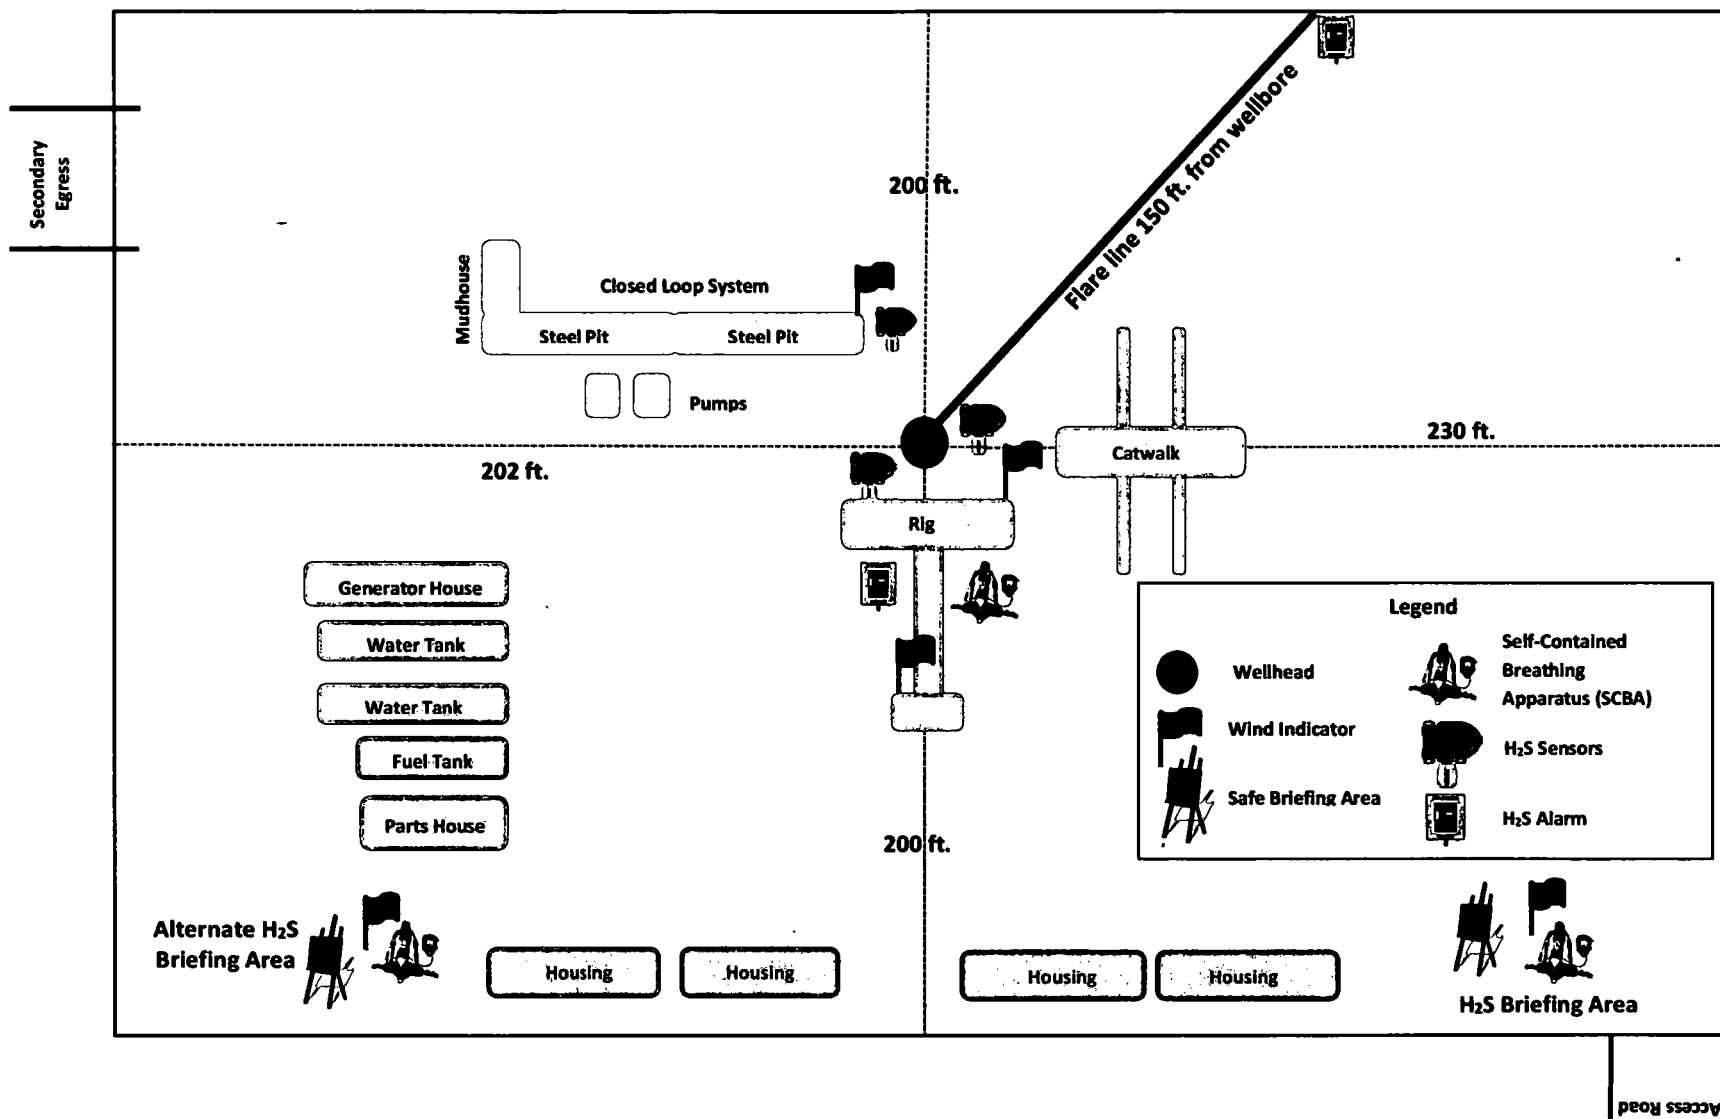 Secondary
Egress
200 ft.
Flare line 150 ft. from wellbore
Mudhouse
Closed Loop System
Steel Pit
Steel Pit
Pumps
230 ft.
202 ft.
Catwalk
Rig
Generator House
Water Tank
Water Tank
Fuel Tank
Parts House
200 ft.
Legend
Wellhead
Wind Indicator
Safe Briefing Area
Self-Contained
Breathing
Apparatus (SCBA)
H₂S Sensors
H₂S Alarm
Alternate H₂S
Briefing Area
Housing
Housing
Housing
Housing
H₂S Briefing Area
Access Road